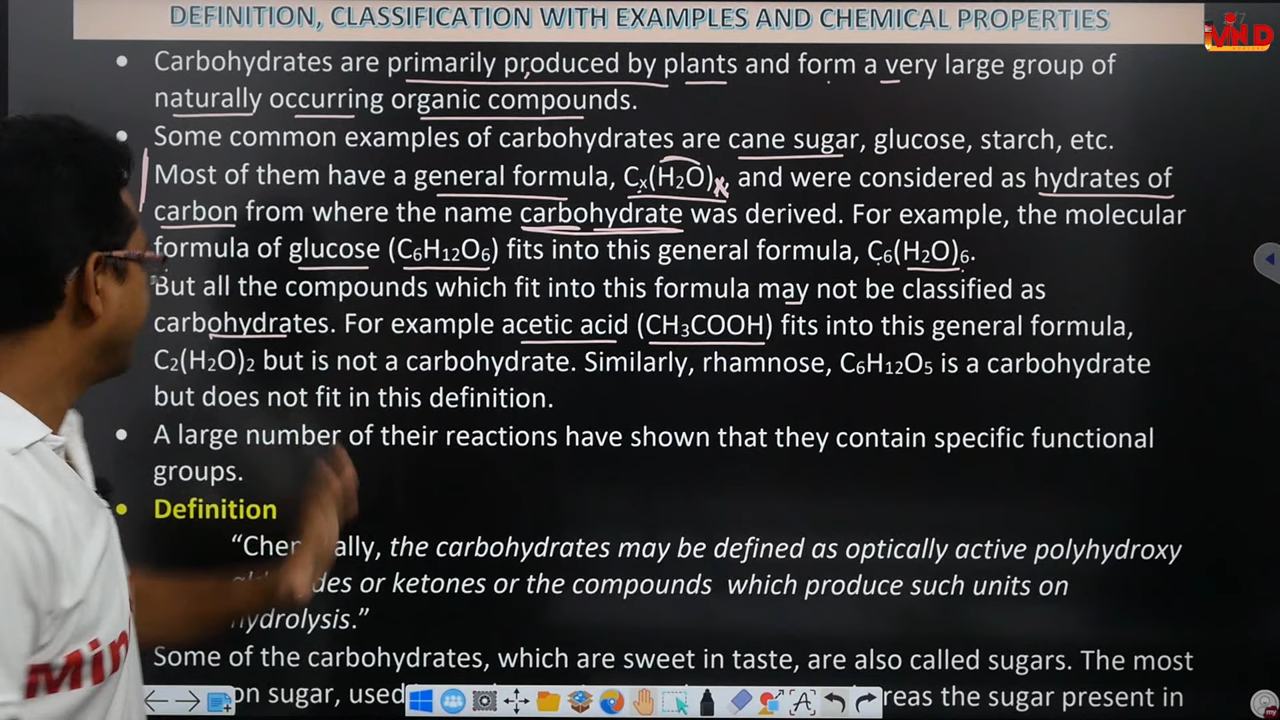 DEFINITION, CLASSIFICATION WITH EXAMPLES AND CHEMICAL PROPERTIES
• Carbohydrates are primarily produced by plants and form a very large group of
naturally occurring organic compounds.
• Some common examples of carbohydrates are cane sugar, glucose, starch, etc.
Most of them have a general formula, Cₓ(H₂O)ₓ and were considered as hydrates of
carbon from where the name carbohydrate was derived. For example, the molecular
formula of glucose (C₆H₁₂O₆) fits into this general formula, C₆(H₂O)₆.
But all the compounds which fit into this formula may not be classified as
carbohydrates. For example acetic acid (CH₃COOH) fits into this general formula,
C₂(H₂O)₂ but is not a carbohydrate. Similarly, rhamnose, C₆H₁₂O₅ is a carbohydrate
but does not fit in this definition.
• A large number of their reactions have shown that they contain specific functional
groups.
• Definition
“Chemically, the carbohydrates may be defined as optically active polyhydroxy
or ketones or the compounds which produce such units on
hydrolysis.”
Some of the carbohydrates, which are sweet in taste, are also called sugars. The most
sugar, used the sugar present in
Min